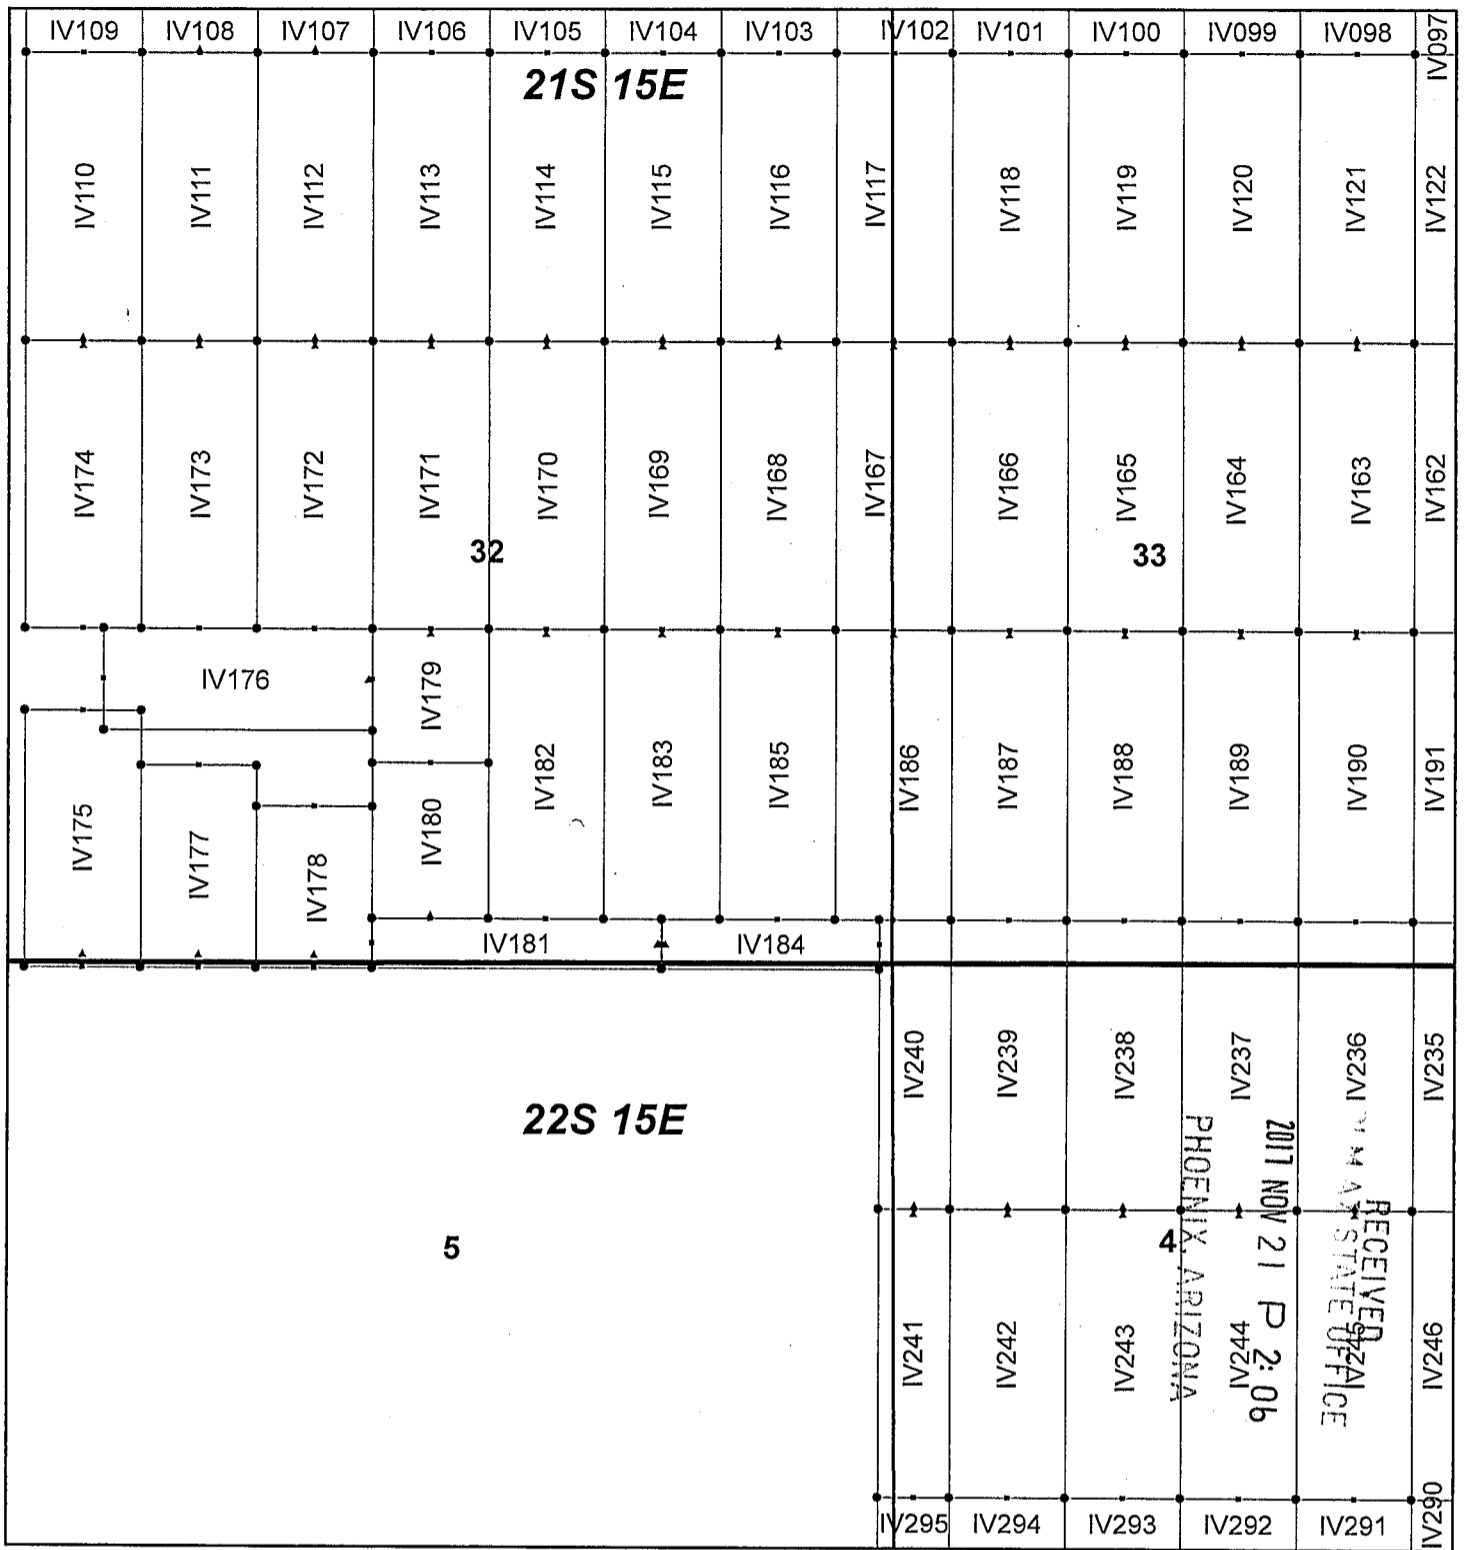 IV109 IV108 IV107 IV106 IV105 IV104 IV103 IV102 IV101 IV100 IV099 IV098 IV097
21S 15E
IV110 IV111 IV112 IV113 IV114 IV115 IV116 IV117 IV118 IV119 IV120 IV121 IV122
IV174 IV173 IV172 IV171 IV170 IV169 IV168 IV167 IV166 IV165 IV164 IV163 IV162
32 33
IV176 IV179
IV175 IV177 IV178 IV180 IV182 IV183 IV185 IV186 IV187 IV188 IV189 IV190 IV191
IV181 IV184
IV240 IV239 IV238 IV237 IV236 IV235
22S 15E
5 4
RECEIVED
STATE OFFICE
2017 NOV 21 P 2:06
PHOENIX, ARIZONA
IV241 IV242 IV243 IV244 IV246
IV295 IV294 IV293 IV292 IV291 IV290